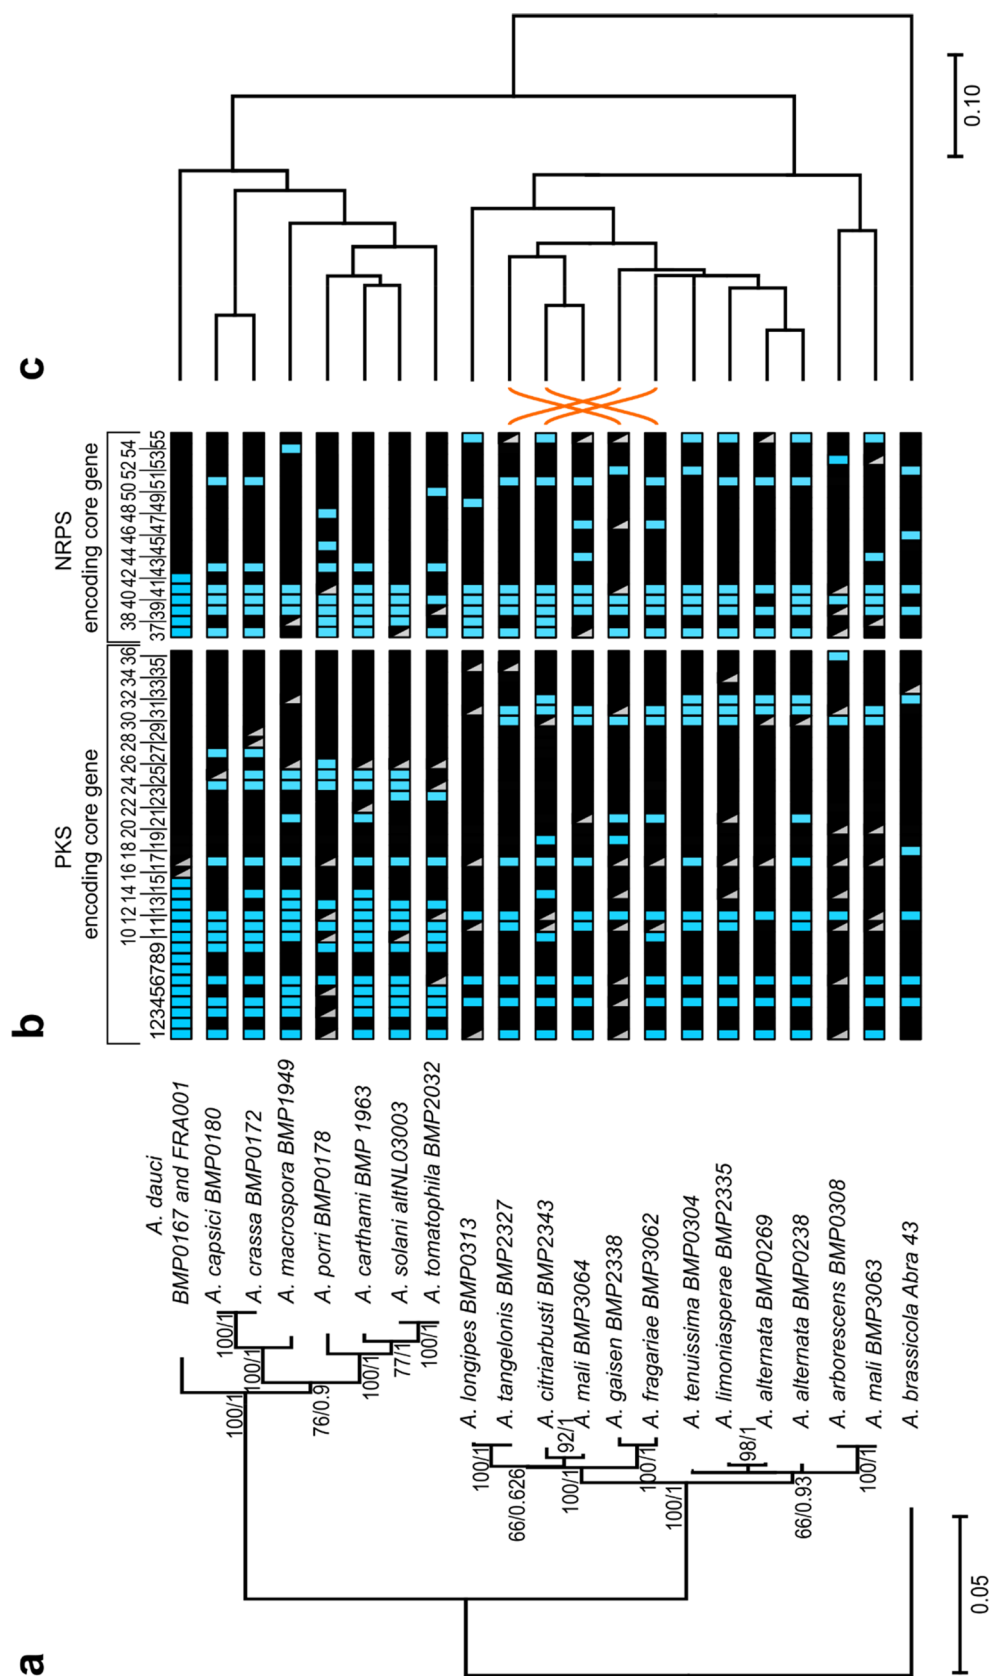 a
100/1
100/1
100/1
76/0.9
100/1
77/1
100/1
100/1
66/0.626
92/1
100/1
100/1
100/1
98/1
66/0.93
100/1
0.05
A. dauci
BMP0167 and FRA001
A. capsici BMP0180
A. crassa BMP0172
A. macrospora BMP1949
A. porri BMP0178
A. carthami BMP 1963
A. solani altNL03003
A. tomatophila BMP2032
A. longipes BMP0313
A. tangelonis BMP2327
A. citriarbusti BMP2343
A. mali BMP3064
A. gaisen BMP2338
A. fragariae BMP3062
A. tenuissima BMP0304
A. limoniasperae BMP2335
A. alternata BMP0269
A. alternata BMP0238
A. arborescens BMP0308
A. mali BMP3063
A. brassicola Abra 43
b
PKS
encoding core gene
10 12 14 16 18 20 22 24 26 28 30 32 34 36
123456789|11|13|15|17|19|21|23|25|27|29|31|33|35|
NRPS
encoding core gene
38 40 42 44 46 48 50 52 54
37|39|41|43|45|47|49|51|53|55
c
0.10